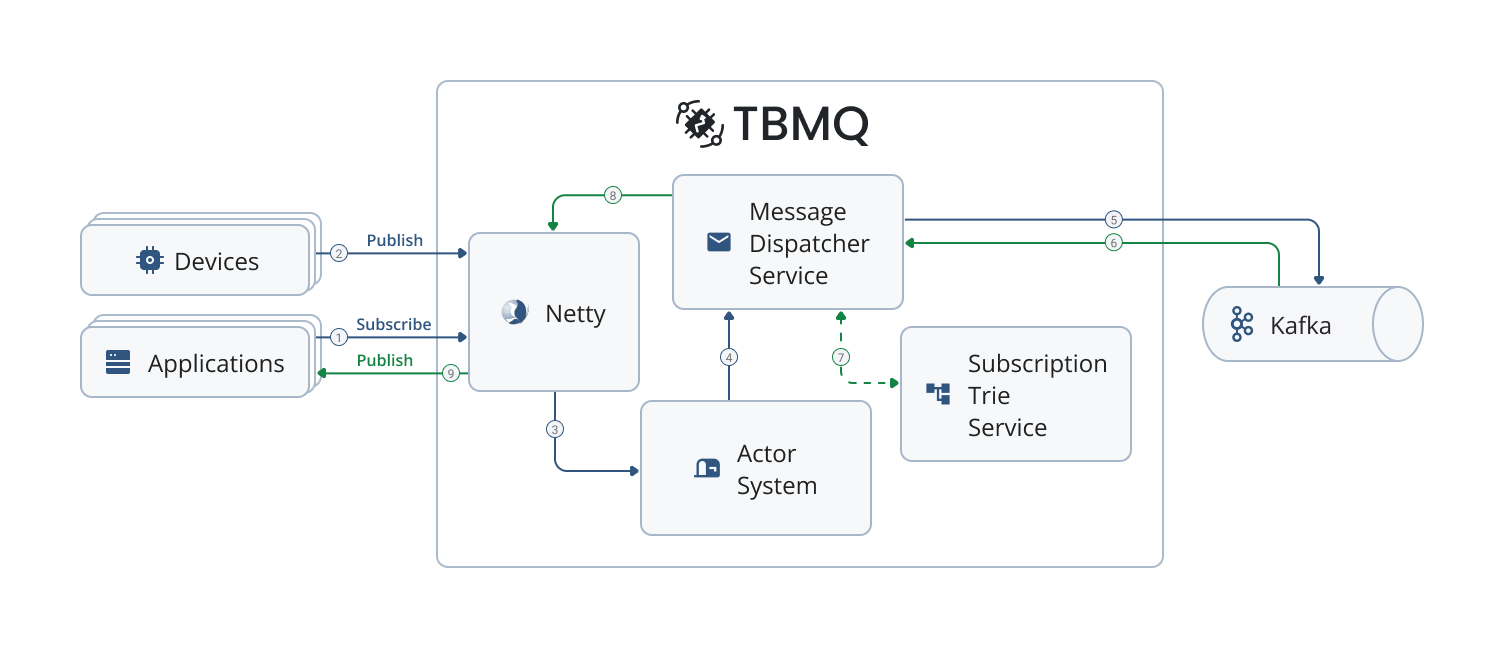 TBMQ
8
Message
Dispatcher
Service
5
6
Devices
2
Publish
Applications
1
Subscribe
Publish
9
Netty
Kafka
4
7
Subscription
Trie
Service
3
Actor
System